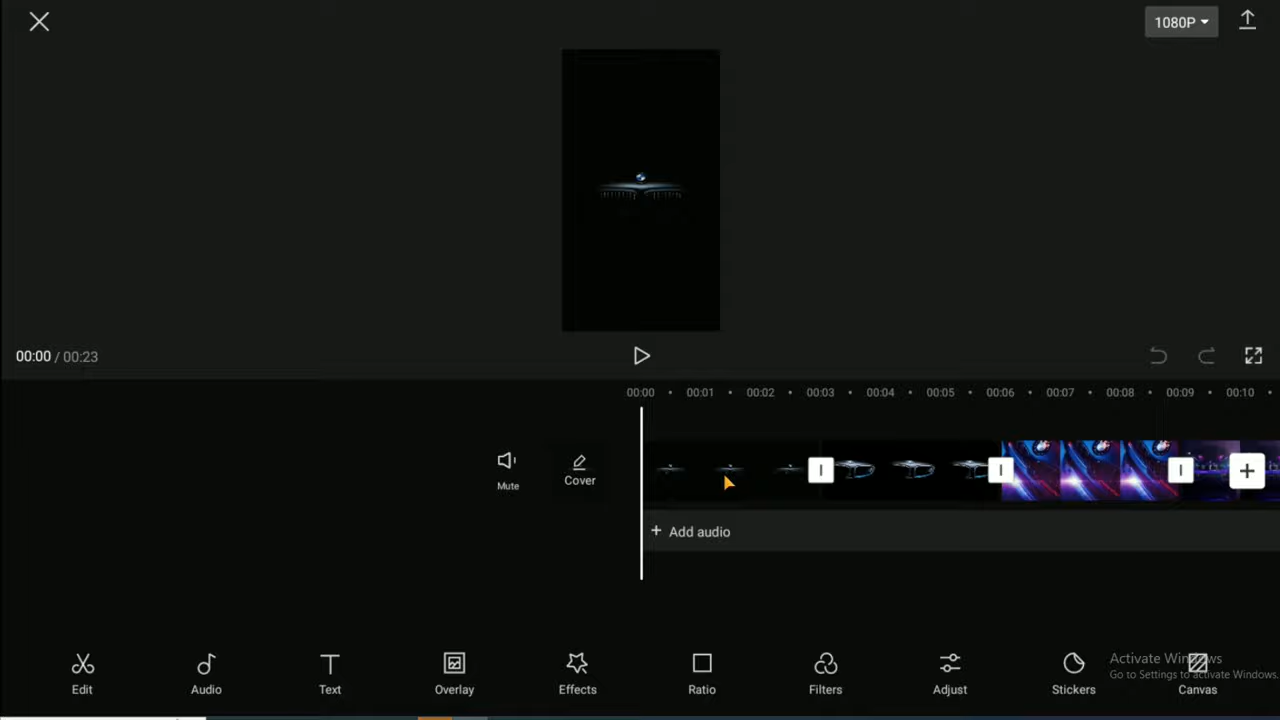 1080P
00:00 / 00:23
00:00 00:01 00:02 00:03 00:04 00:05 00:06 00:07 00:08 00:09 00:10
Mute
Cover
+ Add audio
Edit Audio Text Overlay Effects Ratio Filters Adjust Stickers Canvas
Activate Windows
Go to Settings to activate Windows.